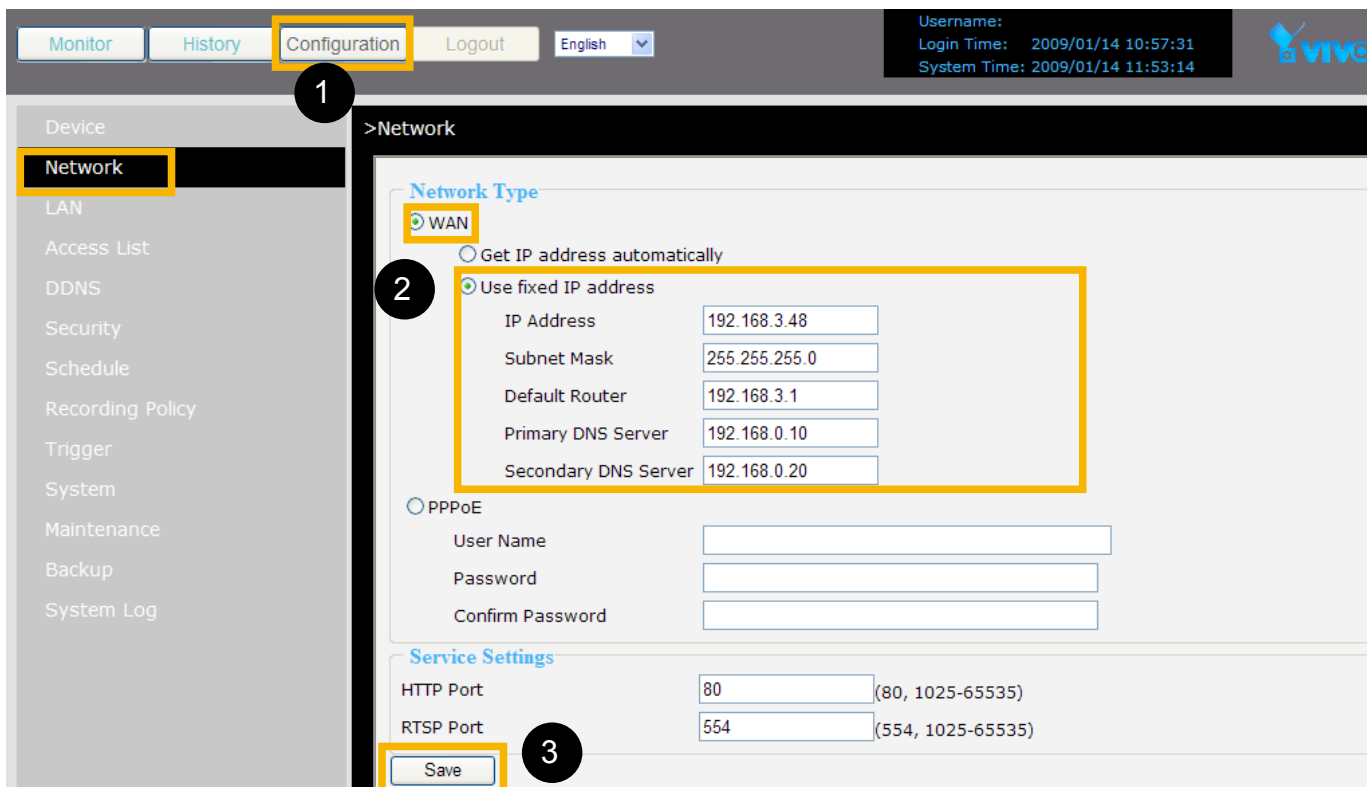 Monitor History Configuration Logout English
Username:
Login Time: 2009/01/14 10:57:31
System Time: 2009/01/14 11:53:14
1
Device
Network
LAN
Access List
DDNS
Security
Schedule
Recording Policy
Trigger
System
Maintenance
Backup
System Log
>Network
Network Type
WAN
Get IP address automatically
2
Use fixed IP address
IP Address 192.168.3.48
Subnet Mask 255.255.255.0
Default Router 192.168.3.1
Primary DNS Server 192.168.0.10
Secondary DNS Server 192.168.0.20
PPPoE
User Name
Password
Confirm Password
Service Settings
HTTP Port 80 (80, 1025-65535)
RTSP Port 554 (554, 1025-65535)
3
Save